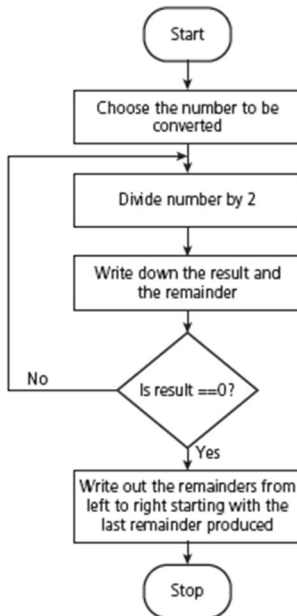 Start
Choose the number to be
converted
Divide number by 2
Write down the result and
the remainder
Is result ==0?
No
Yes
Write out the remainders from
left to right starting with the
last remainder produced
Stop